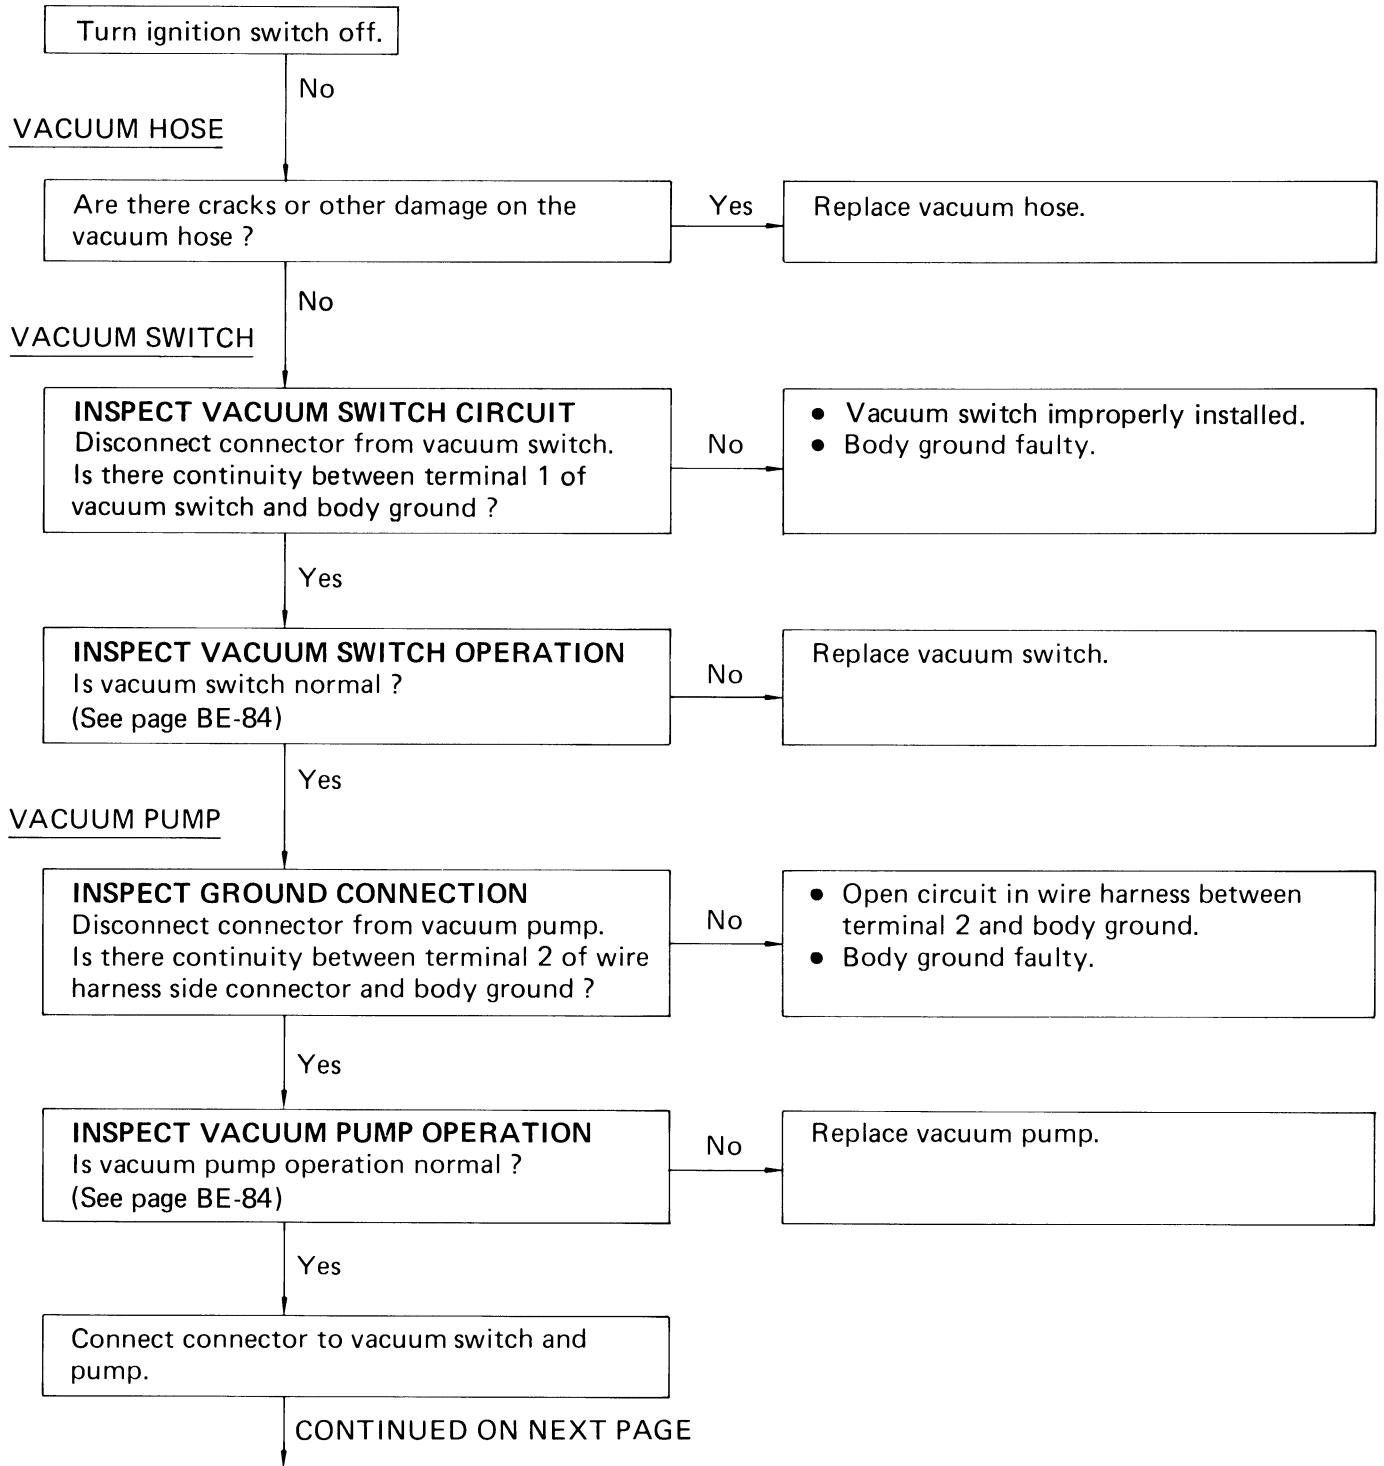 Turn ignition switch off.
No
VACUUM HOSE
Are there cracks or other damage on the
vacuum hose ?
Yes
Replace vacuum hose.
No
VACUUM SWITCH
INSPECT VACUUM SWITCH CIRCUIT
Disconnect connector from vacuum switch.
Is there continuity between terminal 1 of
vacuum switch and body ground ?
No
● Vacuum switch improperly installed.
● Body ground faulty.
Yes
INSPECT VACUUM SWITCH OPERATION
Is vacuum switch normal ?
(See page BE-84)
No
Replace vacuum switch.
Yes
VACUUM PUMP
INSPECT GROUND CONNECTION
Disconnect connector from vacuum pump.
Is there continuity between terminal 2 of wire
harness side connector and body ground ?
No
● Open circuit in wire harness between
terminal 2 and body ground.
● Body ground faulty.
Yes
INSPECT VACUUM PUMP OPERATION
Is vacuum pump operation normal ?
(See page BE-84)
No
Replace vacuum pump.
Yes
Connect connector to vacuum switch and
pump.
CONTINUED ON NEXT PAGE